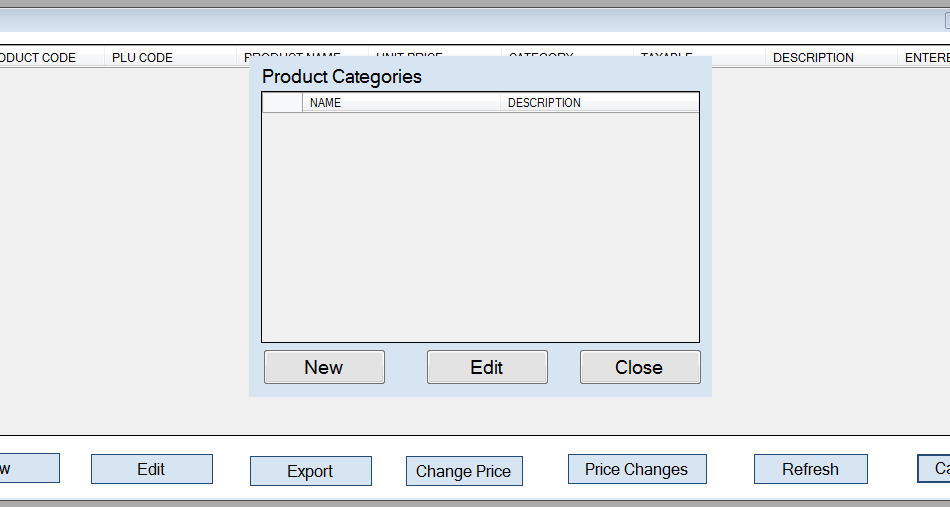 ODUCT CODE PLU CODE PRODUCT NAME UNIT PRICE CATEGORY TAXABLE DESCRIPTION ENTERE
Product Categories
NAME DESCRIPTION
New Edit Close
w Edit Export Change Price Price Changes Refresh Ca